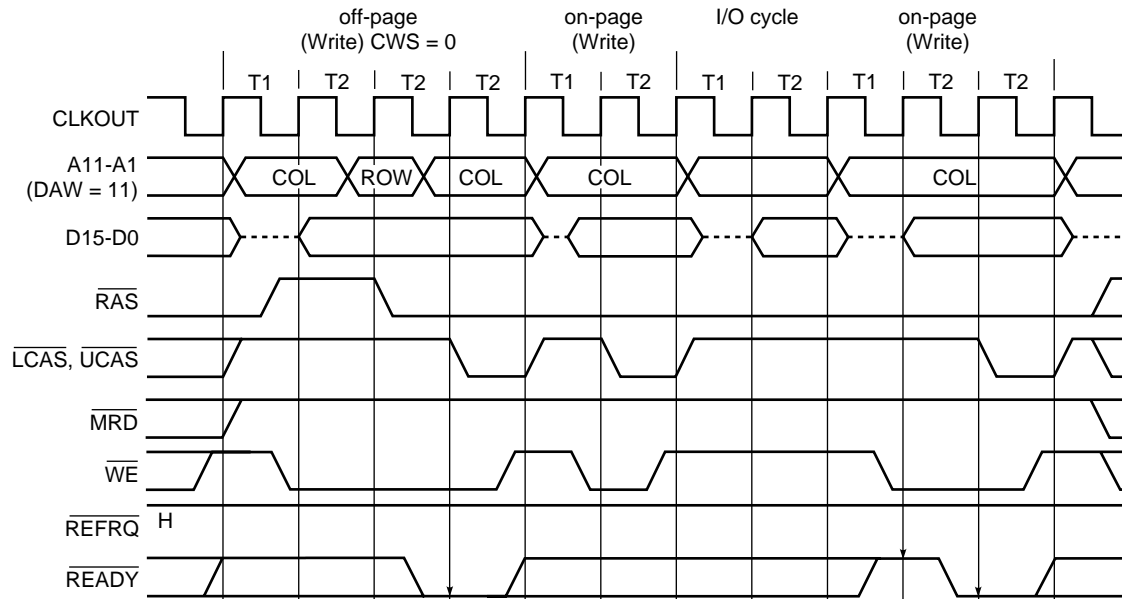 off-page
(Write) CWS = 0
on-page
(Write)
I/O cycle
on-page
(Write)
T1 T2 T2 T2 T1 T2 T1 T2 T1 T2 T2
CLKOUT
A11-A1
(DAW = 11)
COL ROW COL COL COL
D15-D0
RAS
LCAS, UCAS
MRD
WE
REFRQ H
READY